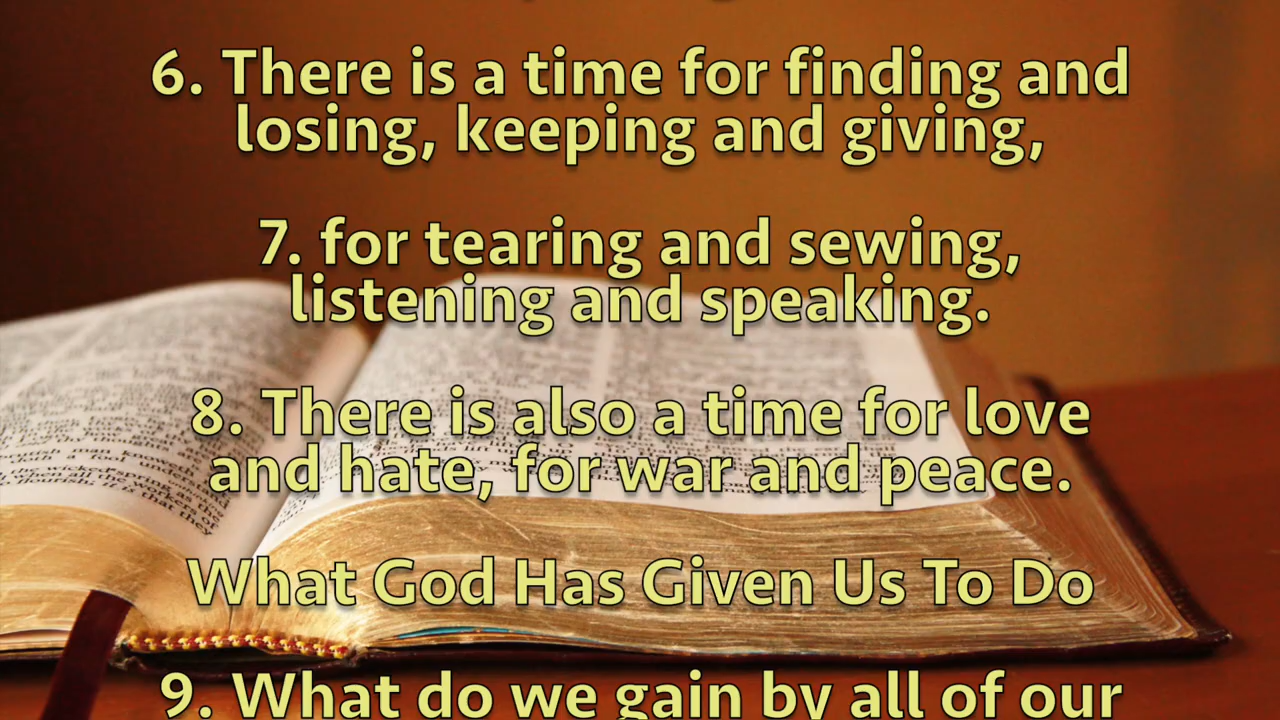 6. There is a time for finding and
losing, keeping and giving,
7. for tearing and sewing,
listening and speaking.
8. There is also a time for love
and hate, for war and peace.
What God Has Given Us To Do
9. What do we gain by all of our